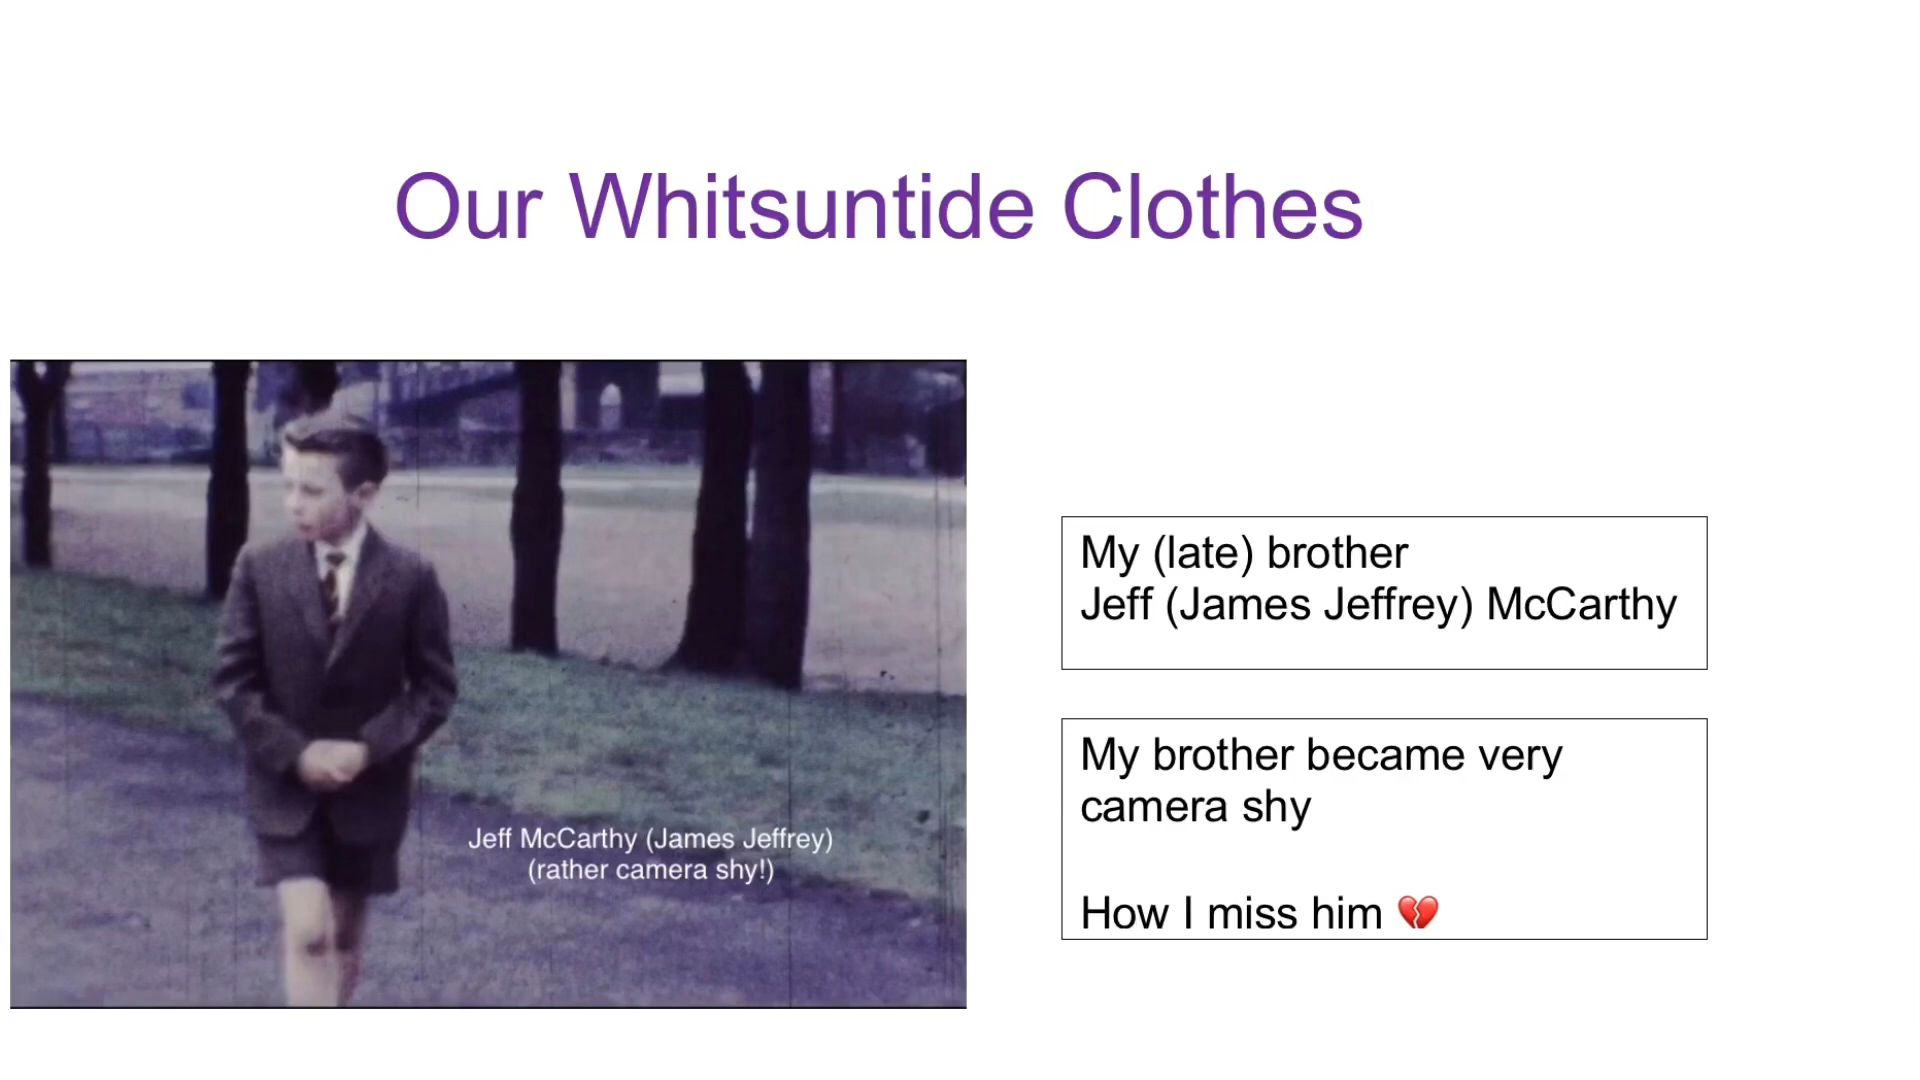 Our Whitsuntide Clothes
Jeff McCarthy (James Jeffrey)
(rather camera shy!)
My (late) brother
Jeff (James Jeffrey) McCarthy
My brother became very
camera shy
How I miss him 💔